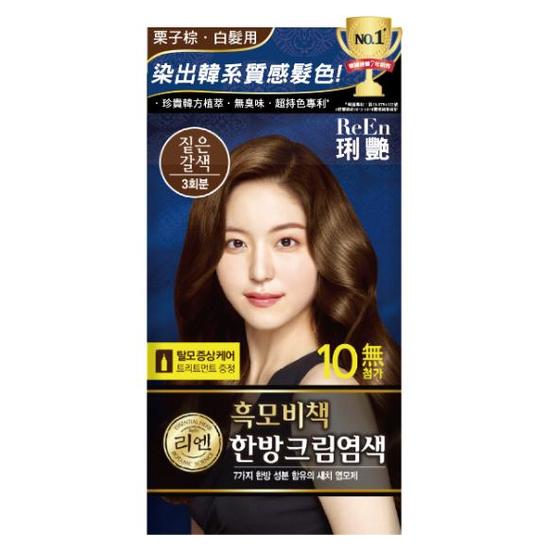 栗子棕・白髮用
NO.1*
染出韓系質感髮色!
・珍貴韓方植萃・無臭味・超持色專利*
ReEn
琍艷
짙은
갈색
3회분
탈모증상케어
트리트먼트 증정
10無
첨가
흑모비책
리엔
한방크림염색
7가지 한방 성분 함유의 새치 염모제